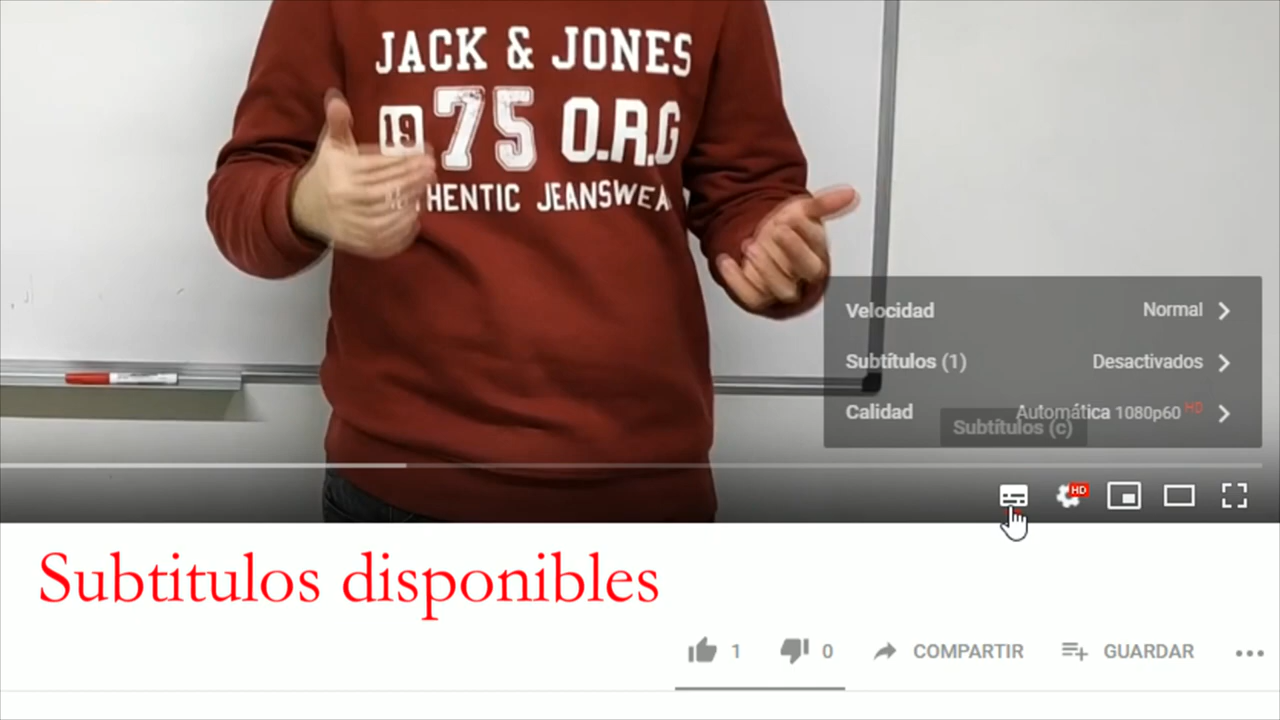 JACK & JONES
19 75 O.R.G
AUTHENTIC JEANSWEAR
Velocidad Normal
Subtítulos (1) Desactivados
Calidad Automática 1080p60 HD
Subtítulos (c)
HD
Subtitulos disponibles
1 0 COMPARTIR GUARDAR